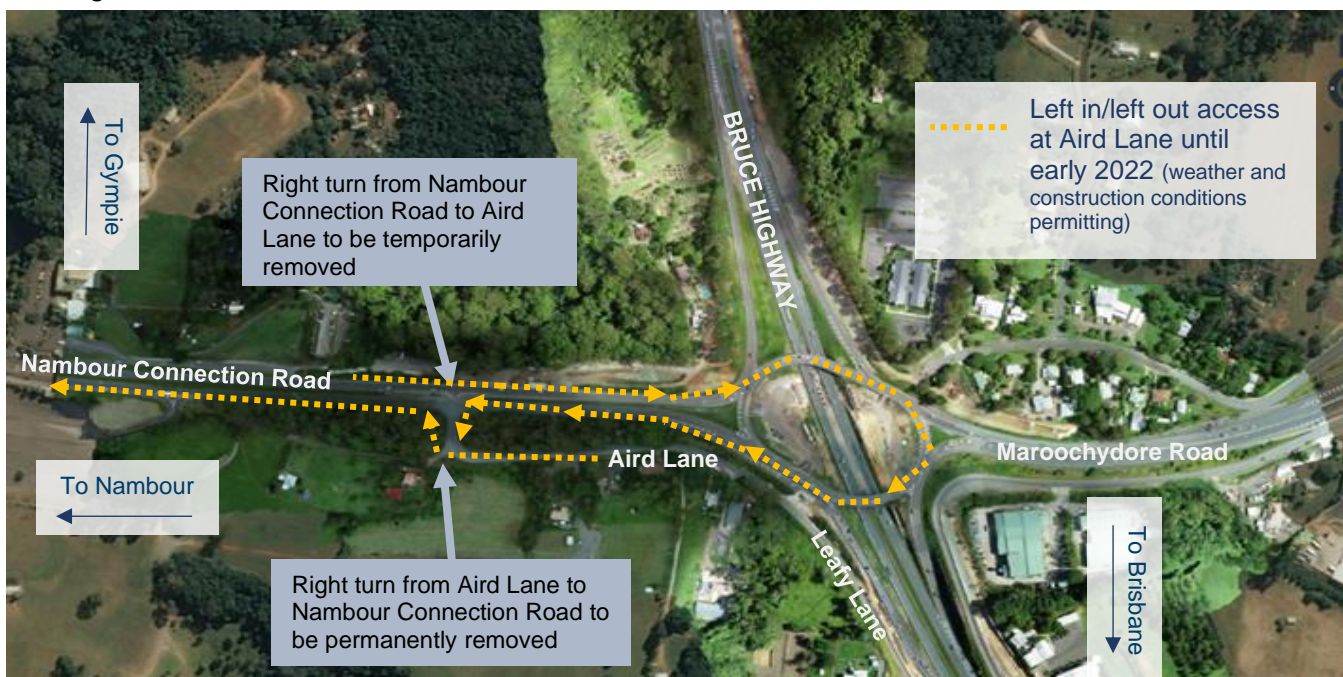 To Gympie
Right turn from Nambour
Connection Road to Aird
Lane to be temporarily
removed
BRUCE HIGHWAY
Left in/left out access
at Aird Lane until
early 2022 (weather and
construction conditions
permitting)
Nambour Connection Road
Aird Lane
Maroochydore Road
To Nambour
Leafy Lane
To Brisbane
Right turn from Aird Lane to
Nambour Connection Road to
be permanently removed